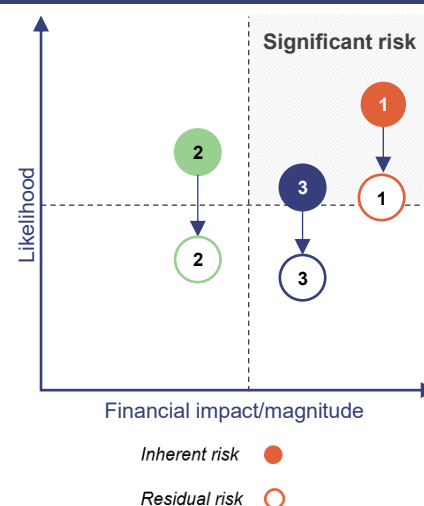 Significant risk
1
2
3
1
2
3
Likelihood
Financial impact/magnitude
Inherent risk
Residual risk